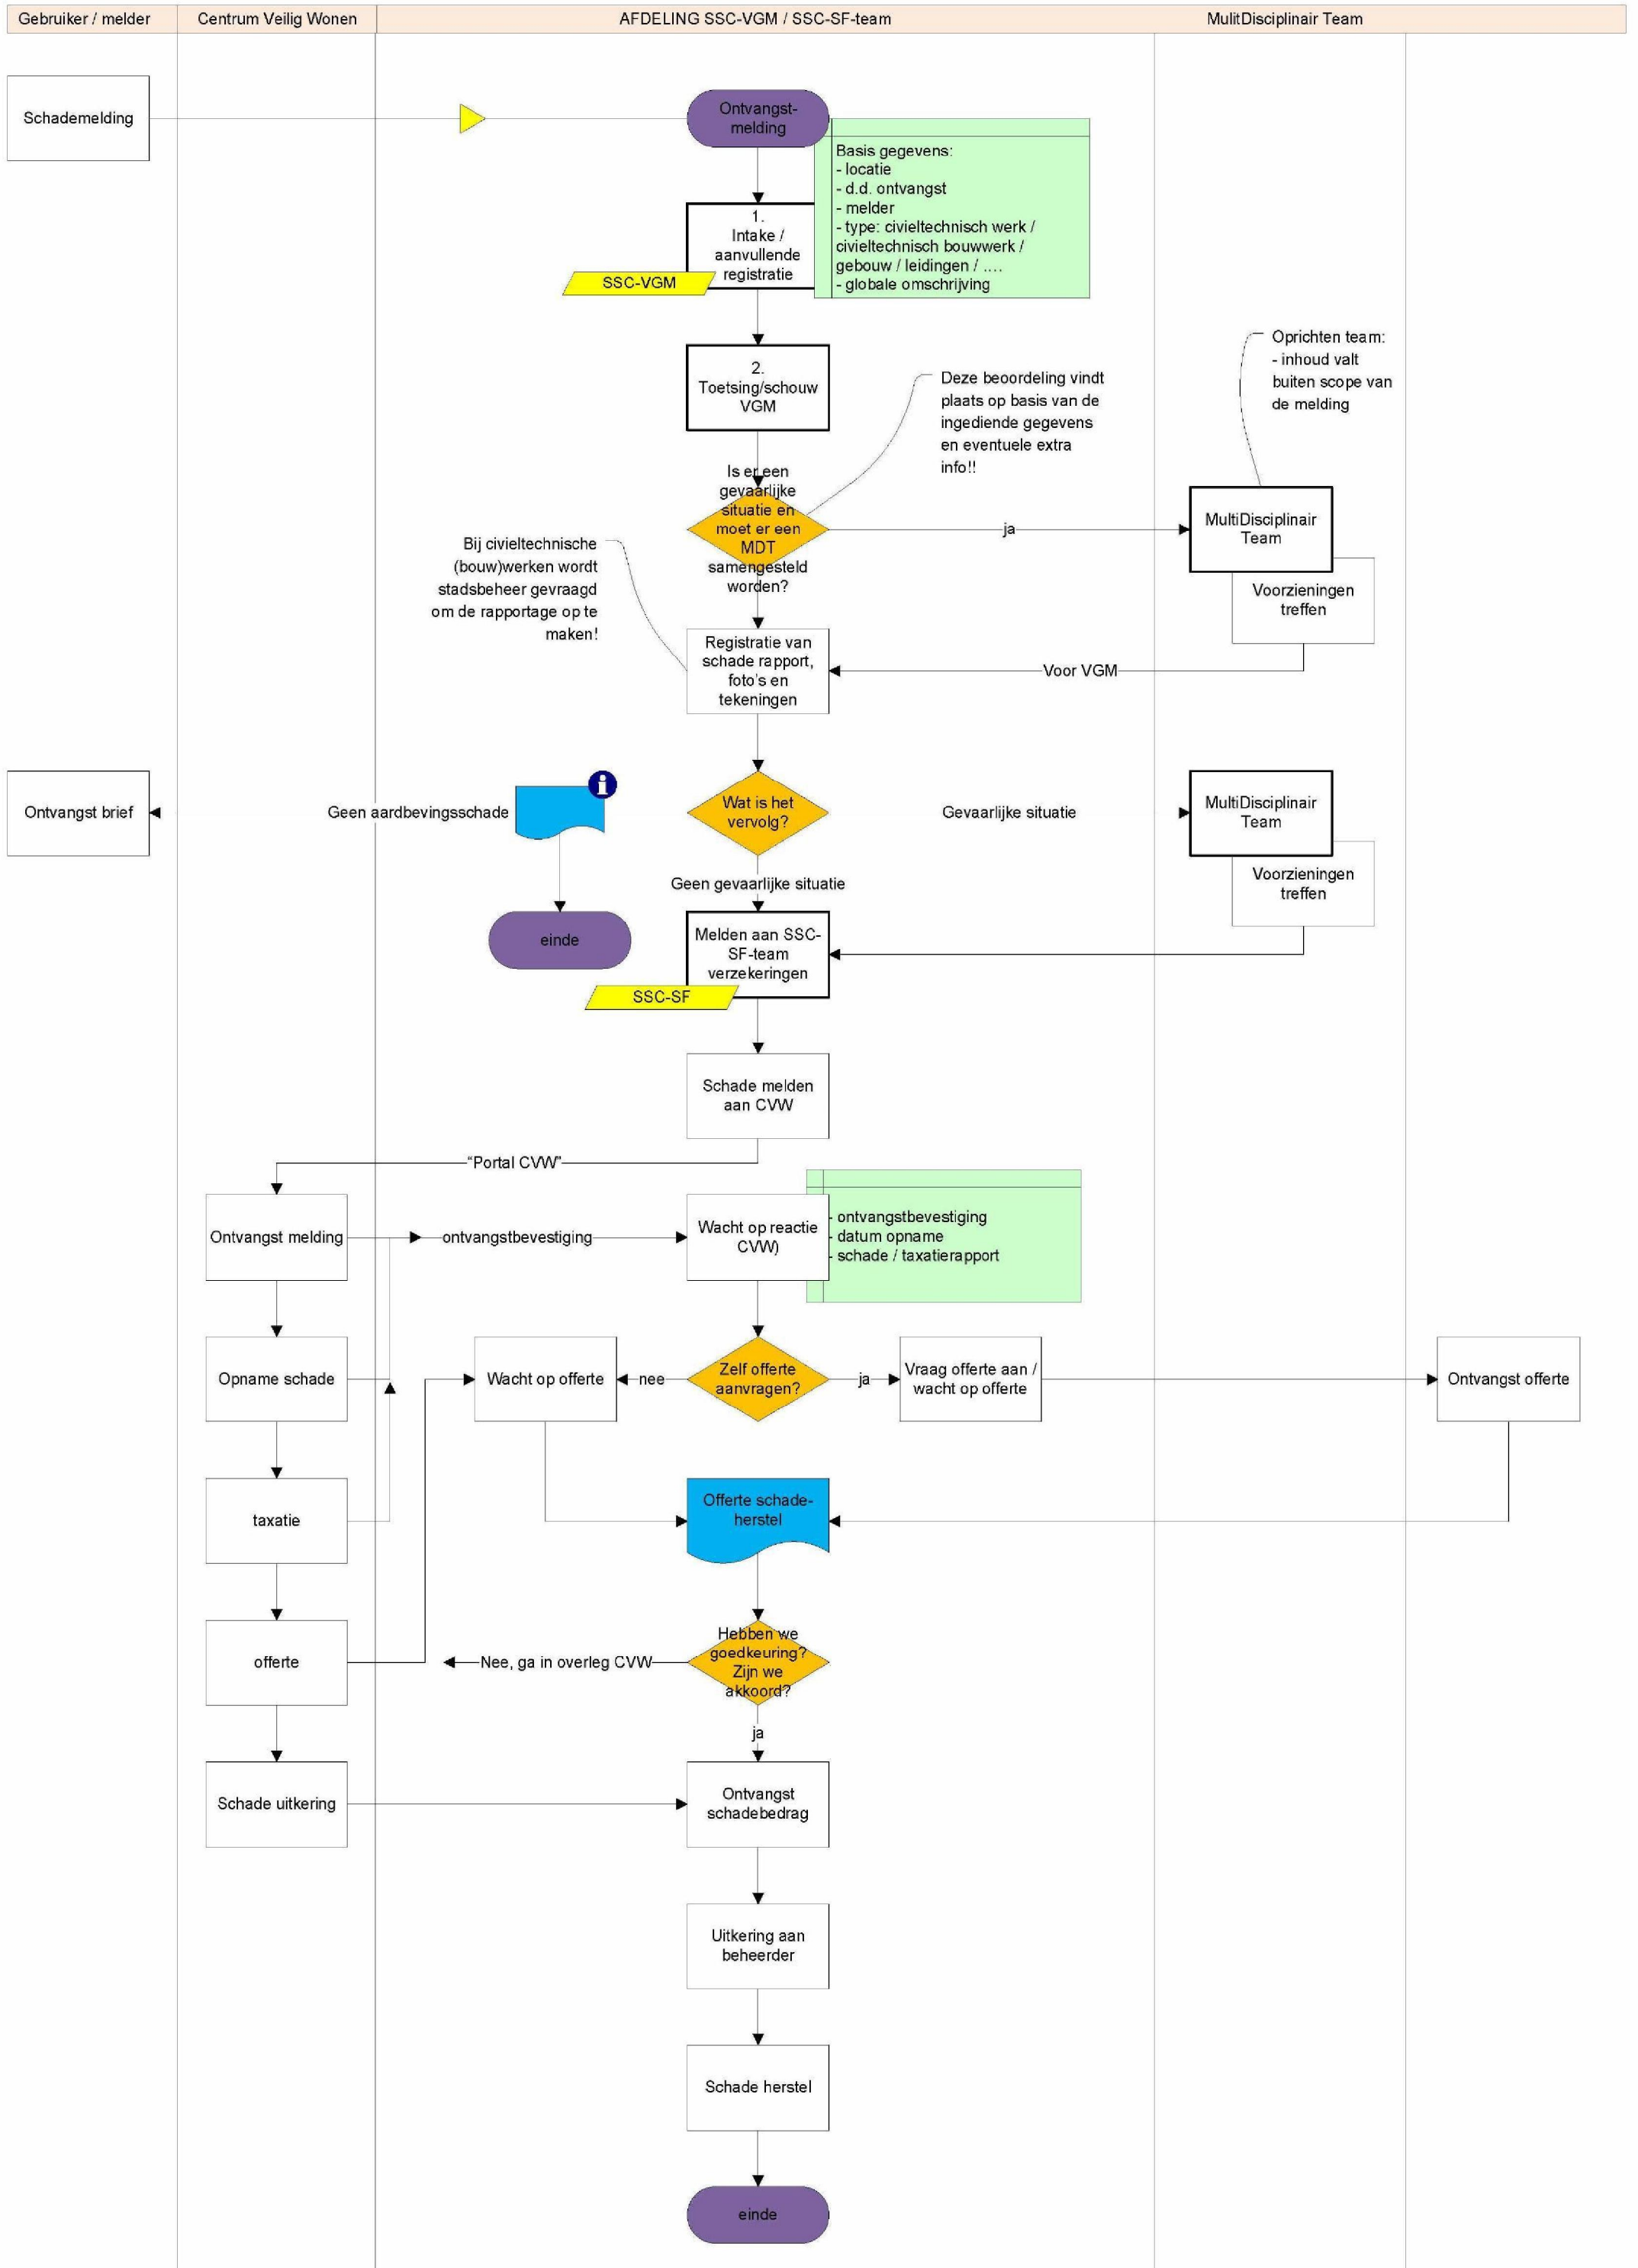 Gebruiker / melder
Centrum Veilig Wonen
AFDELING SSC-VGM / SSC-SF-team
MulitDisciplinair Team
Schademelding
Ontvangst-
melding
Basis gegevens:
- locatie
- d.d. ontvangst
- melder
- type: civieltechnisch werk /
civieltechnisch bouwwerk /
gebouw / leidingen / ....
- globale omschrijving
1.
Intake /
aanvullende
registratie
SSC-VGM
2.
Toetsing/schouw
VGM
Deze beoordeling vindt
plaats op basis van de
ingediende gegevens
en eventuele extra
info!!
Oprichten team:
- inhoud valt
buiten scope van
de melding
Is er een
gevaarlijke
situatie en
moet er een
MDT
samengesteld
worden?
ja
MultiDisciplinair
Team
Voorzieningen
treffen
Bij civieltechnische
(bouw)werken wordt
stadsbeheer gevraagd
om de rapportage op te
maken!
Registratie van
schade rapport,
foto's en
tekeningen
Voor VGM
Ontvangst brief
Geen aardbevingsschade
i
Wat is het
vervolg?
Gevaarlijke situatie
MultiDisciplinair
Team
Voorzieningen
treffen
Geen gevaarlijke situatie
einde
Melden aan SSC-
SF-team
verzekeringen
SSC-SF
Schade melden
aan CVW
“Portal CVW”
Ontvangst melding
ontvangstbevestiging
Wacht op reactie
CVW)
- ontvangstbevestiging
- datum opname
- schade / taxatierapport
Opname schade
Wacht op offerte
nee
Zelf offerte
aanvragen?
ja
Vraag offerte aan /
wacht op offerte
Ontvangst offerte
taxatie
Offerte schade-
herstel
offerte
Nee, ga in overleg CVW
Hebben we
goedkeuring?
Zijn we
akkoord?
ja
Schade uitkering
Ontvangst
schadebedrag
Uitkering aan
beheerder
Schade herstel
einde